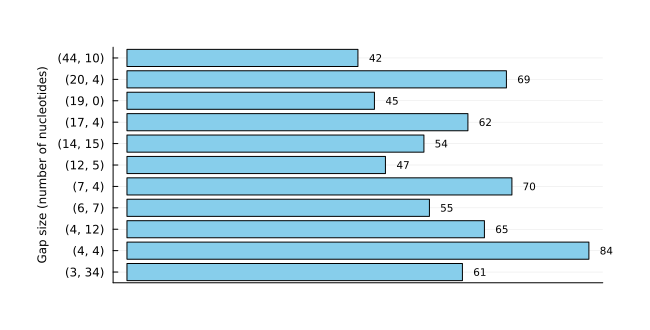 Gap size (number of nucleotides)
(44, 10) 42
(20, 4) 69
(19, 0) 45
(17, 4) 62
(14, 15) 54
(12, 5) 47
(7, 4) 70
(6, 7) 55
(4, 12) 65
(4, 4) 84
(3, 34) 61